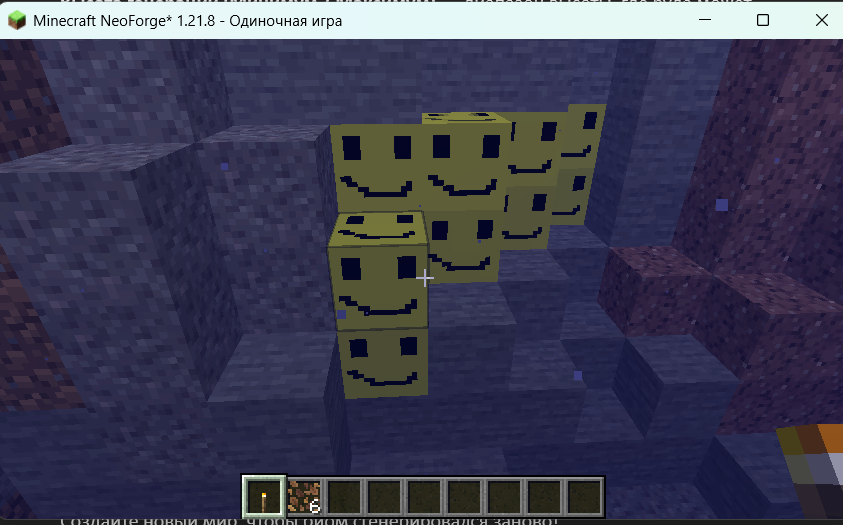 Minecraft NeoForge* 1.21.8 - Одиночная игра
6
Создайте новый мир, чтобы биом сгенерировался заново!